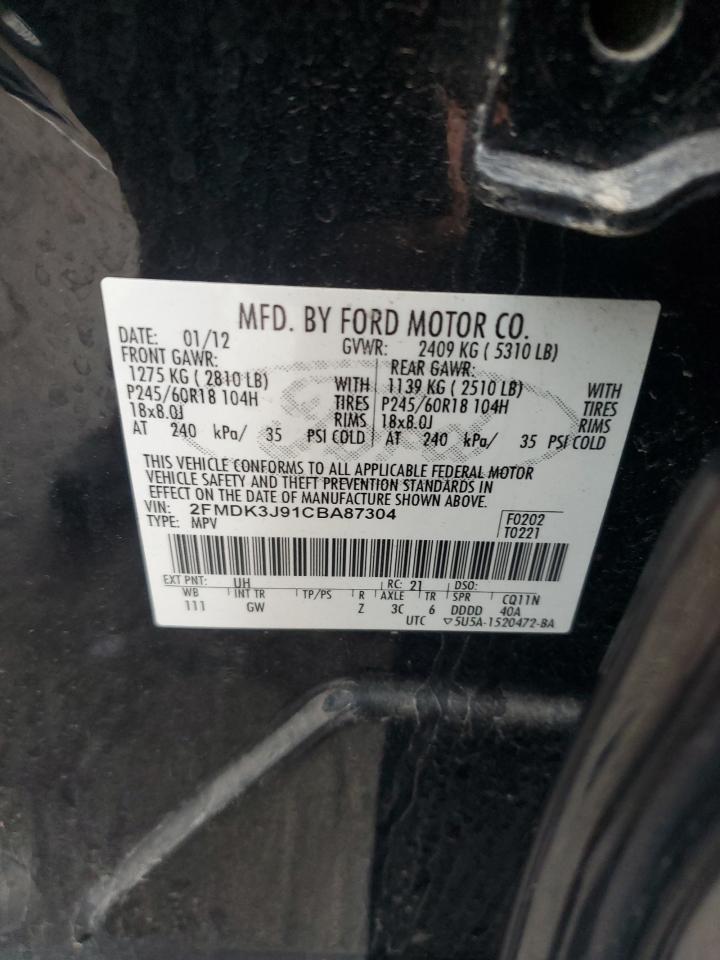 MFD. BY FORD MOTOR CO.
DATE: 01/12 GVWR: 2409 KG ( 5310 LB)
FRONT GAWR: REAR GAWR:
1275 KG ( 2810 LB) WITH 1139 KG ( 2510 LB) WITH
P245/60R18 104H TIRES P245/60R18 104H TIRES
18x8.0J RIMS 18x8.0J RIMS
AT 240 kPa/ 35 PSI COLD AT 240 kPa/ 35 PSI COLD
THIS VEHICLE CONFORMS TO ALL APPLICABLE FEDERAL MOTOR
VEHICLE SAFETY AND THEFT PREVENTION STANDARDS IN
EFFECT ON THE DATE OF MANUFACTURE SHOWN ABOVE.
VIN: 2FMDK3J91CBA87304 F0202
TYPE: MPV T0221
EXT PNT: UH RC: 21 DSO:
WB INT TR TP/PS R AXLE TR SPR CQ11N
111 GW Z 3C 6 DDDD 40A
UTC ▽5U5A-1520472-BA